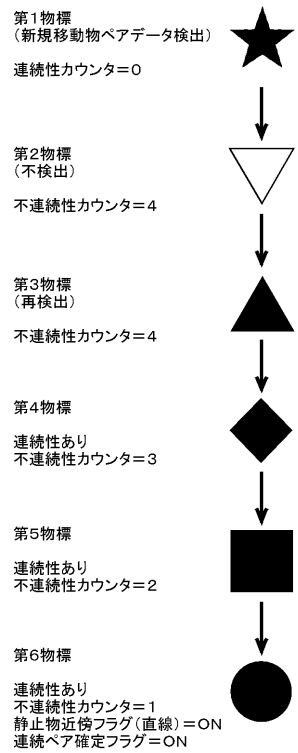 第1物標
（新規移動物ペアデータ検出）
連続性カウンタ＝０
第２物標
（不検出）
不連続性カウンタ＝４
第３物標
（再検出）
不連続性カウンタ＝４
第４物標
連続性あり
不連続性カウンタ＝３
第５物標
連続性あり
不連続性カウンタ＝２
第６物標
連続性あり
不連続性カウンタ＝１
静止物近傍フラグ（直線）＝ＯＮ
連続ペア確定フラグ＝ＯＮ